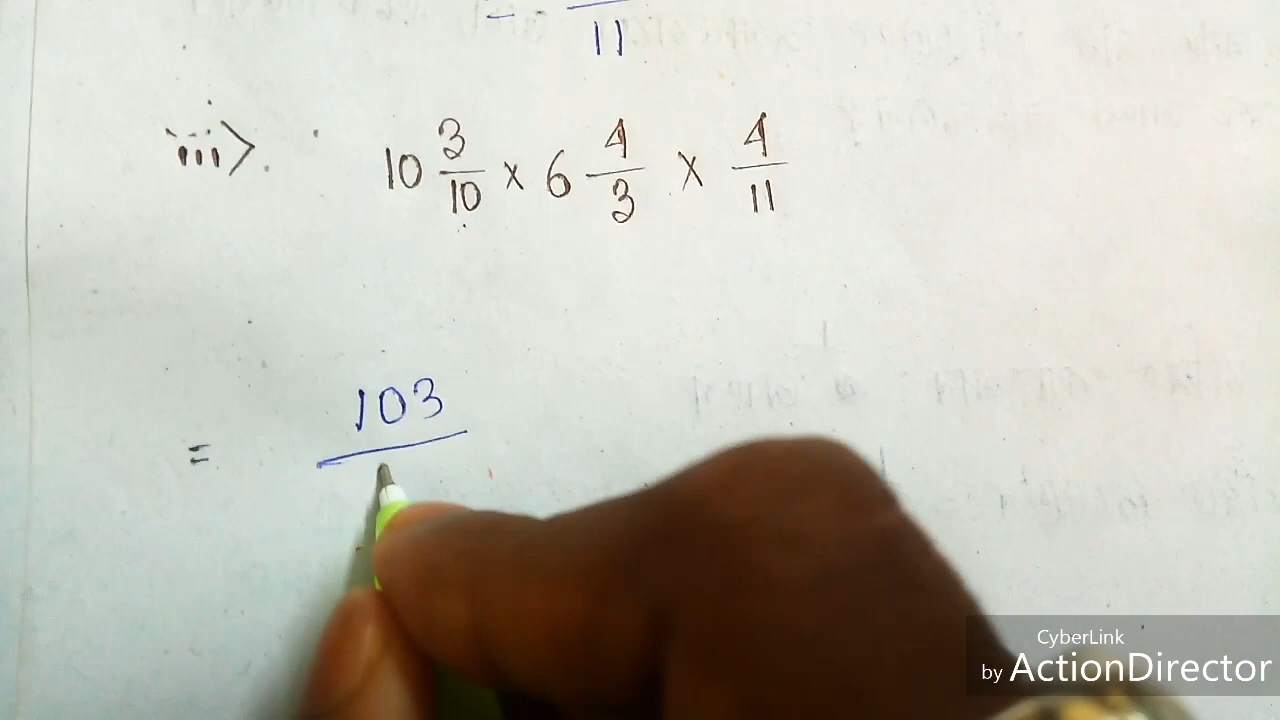 11
iii> 10 3/10 × 6 4/3 × 4/11
= 103
CyberLink
by ActionDirector